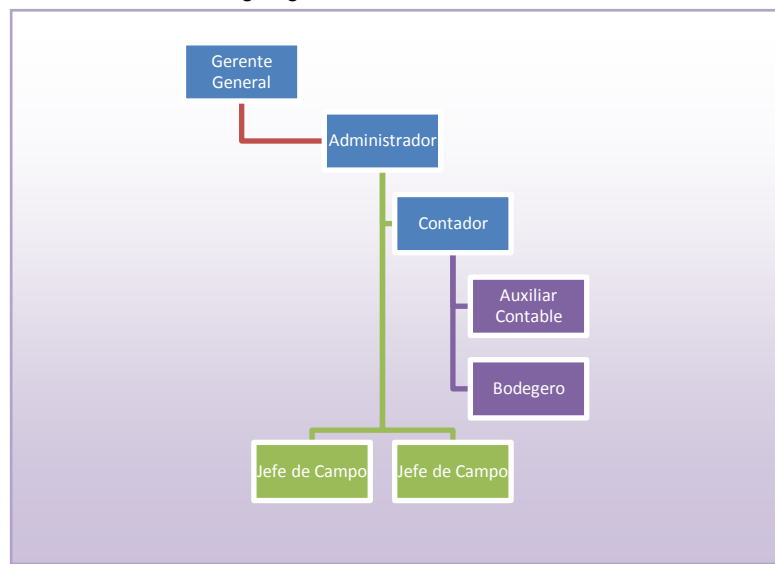 Gerente
General
Administrador
Contador
Auxiliar
Contable
Bodegero
Jefe de Campo
Jefe de Campo